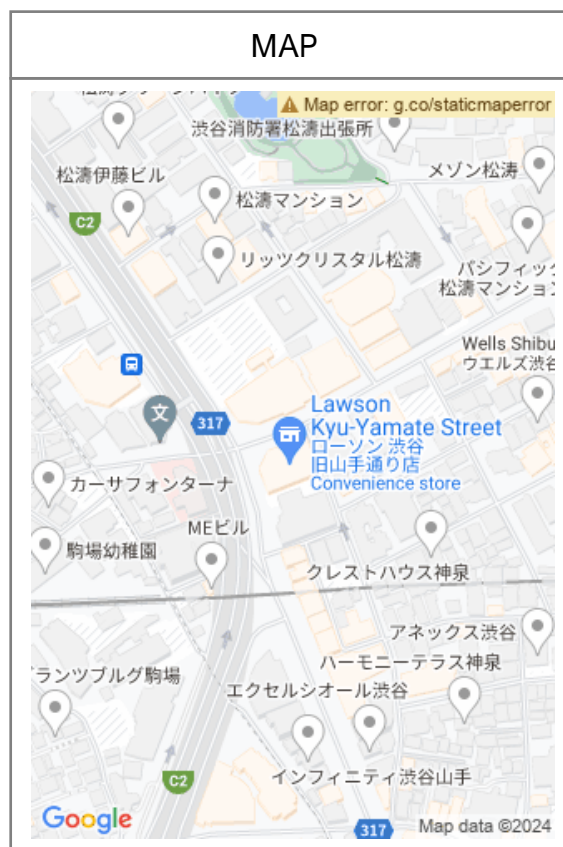 MAP
Map error: g.co/staticmaperror
渋谷消防署松濤出張所
松濤伊藤ビル
メゾン松涛
松濤マンション
C2
リッツクリスタル松濤
パシフィック
松濤マンション
Wells Shibu
ウエルズ渋谷
Lawson
Kyu-Yamate Street
ローソン 渋谷
旧山手通り店
Convenience store
文
317
カーサフォンターナ
MEビル
駒場幼稚園
クレストハウス神泉
アネックス渋谷
ハーモニーテラス神泉
ランツブルグ駒場
エクセルシオール渋谷
インフィニティ渋谷山手
C2
Google
317
Map data ©2024